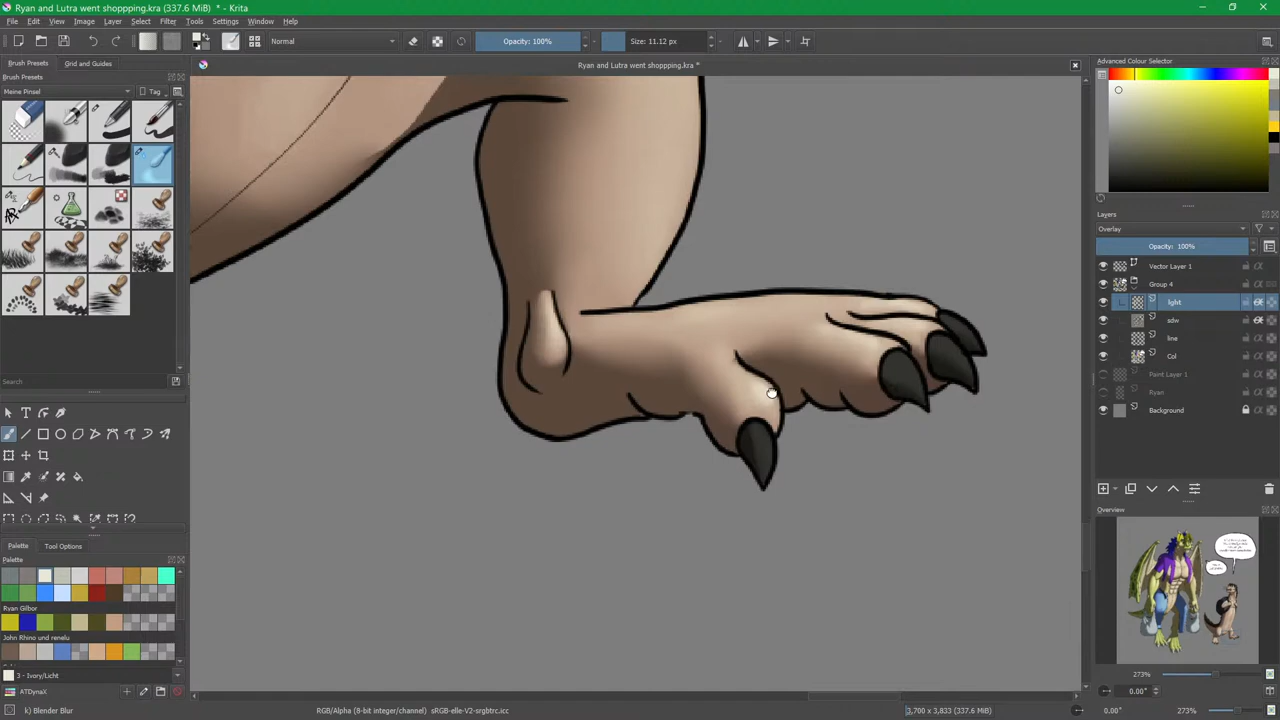 Ryan and Lutra went shoppping.kra (337.6 MiB) * - Krita
File Edit View Image Layer Select Filter Tools Settings Window Help
Normal
Opacity: 100%
Size: 11.12 px
Brush Presets
Grid and Guides
Ryan and Lutra went shoppping.kra (337.6 MiB) *
Advanced Colour Selector
Meine Pinsel
Tag
Search
Layers
Overlay
Opacity: 100%
Vector Layer 1
Group 4
light
sdw
line
Col
Paint Layer 1
Ryan
Background
Overview
Palette
Tool Options
Palette
Ryan Gilbor
John Rhino und renelu
3 - Ivory/Licht
ATDynaX
273%
0.00°
k) Blender Blur
RGB/Alpha (8-bit integer/channel) sRGB-elle-V2-srgbtrc.icc
3,700 x 3,833 (337.6 MiB)
0.00°
273%